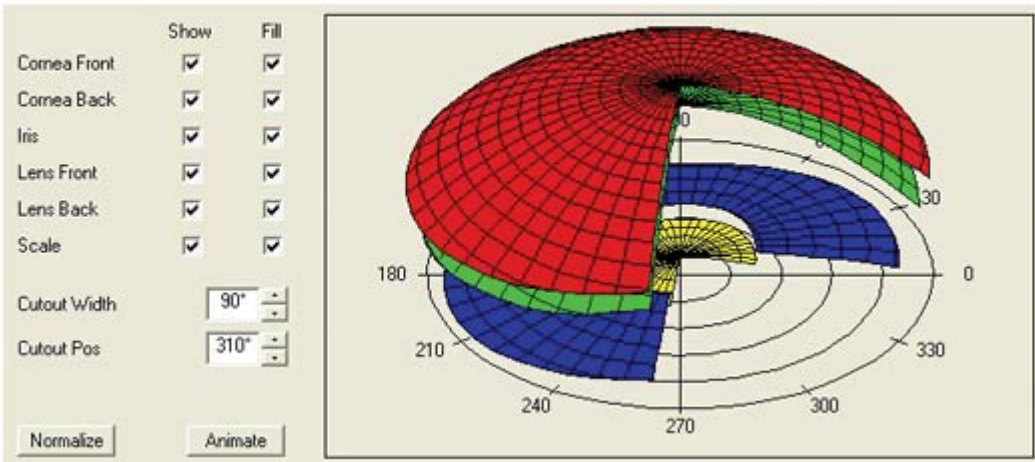 Show Fill
Cornea Front
Cornea Back
Iris
Lens Front
Lens Back
Scale
Cutout Width 90°
Cutout Pos 310°
Normalize Animate
30
180 0
210 330
240 300
270